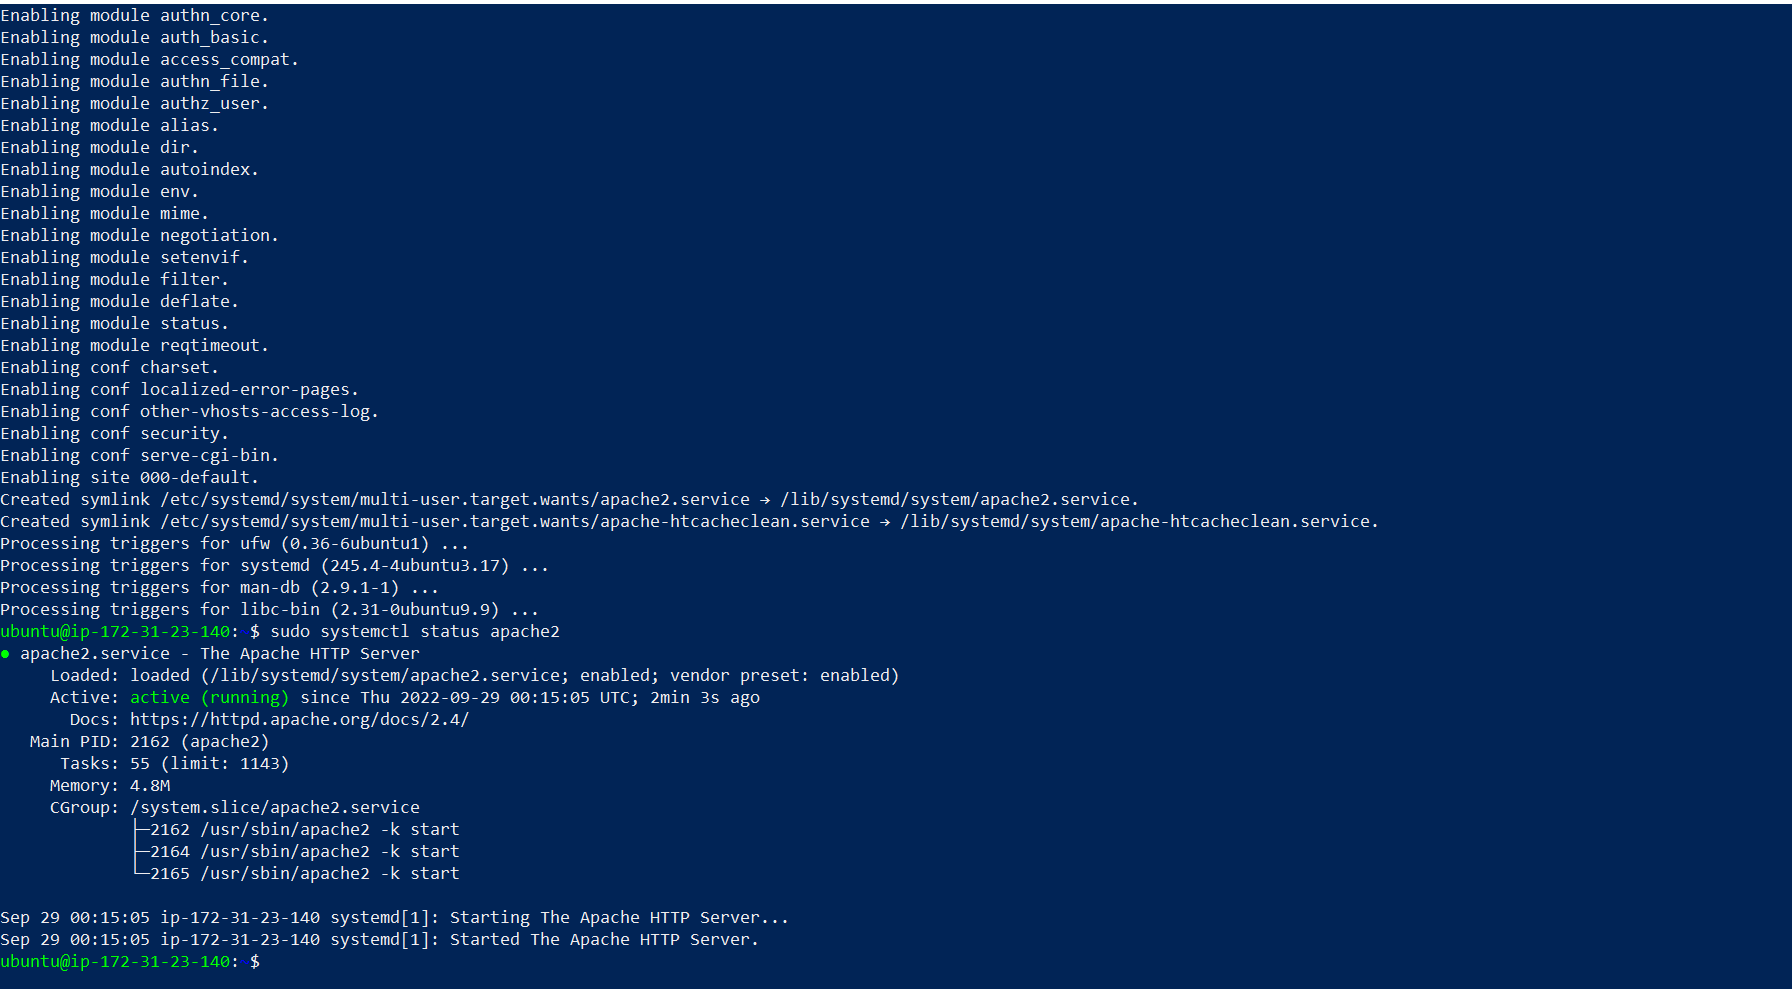 Enabling module authn_core.
Enabling module auth_basic.
Enabling module access_compat.
Enabling module authn_file.
Enabling module authz_user.
Enabling module alias.
Enabling module dir.
Enabling module autoindex.
Enabling module env.
Enabling module mime.
Enabling module negotiation.
Enabling module setenvif.
Enabling module filter.
Enabling module deflate.
Enabling module status.
Enabling module reqtimeout.
Enabling conf charset.
Enabling conf localized-error-pages.
Enabling conf other-vhosts-access-log.
Enabling conf security.
Enabling conf serve-cgi-bin.
Enabling site 000-default.
Created symlink /etc/systemd/system/multi-user.target.wants/apache2.service → /lib/systemd/system/apache2.service.
Created symlink /etc/systemd/system/multi-user.target.wants/apache-htcacheclean.service → /lib/systemd/system/apache-htcacheclean.service.
Processing triggers for ufw (0.36-6ubuntu1) ...
Processing triggers for systemd (245.4-4ubuntu3.17) ...
Processing triggers for man-db (2.9.1-1) ...
Processing triggers for libc-bin (2.31-0ubuntu9.9) ...
ubuntu@ip-172-31-23-140: $ sudo systemctl status apache2
● apache2.service - The Apache HTTP Server
     Loaded: loaded (/lib/systemd/system/apache2.service; enabled; vendor preset: enabled)
     Active: active (running) since Thu 2022-09-29 00:15:05 UTC; 2min 3s ago
       Docs: https://httpd.apache.org/docs/2.4/
   Main PID: 2162 (apache2)
      Tasks: 55 (limit: 1143)
     Memory: 4.8M
     CGroup: /system.slice/apache2.service
             ├─2162 /usr/sbin/apache2 -k start
             ├─2164 /usr/sbin/apache2 -k start
             └─2165 /usr/sbin/apache2 -k start
Sep 29 00:15:05 ip-172-31-23-140 systemd[1]: Starting The Apache HTTP Server...
Sep 29 00:15:05 ip-172-31-23-140 systemd[1]: Started The Apache HTTP Server.
ubuntu@ip-172-31-23-140: $